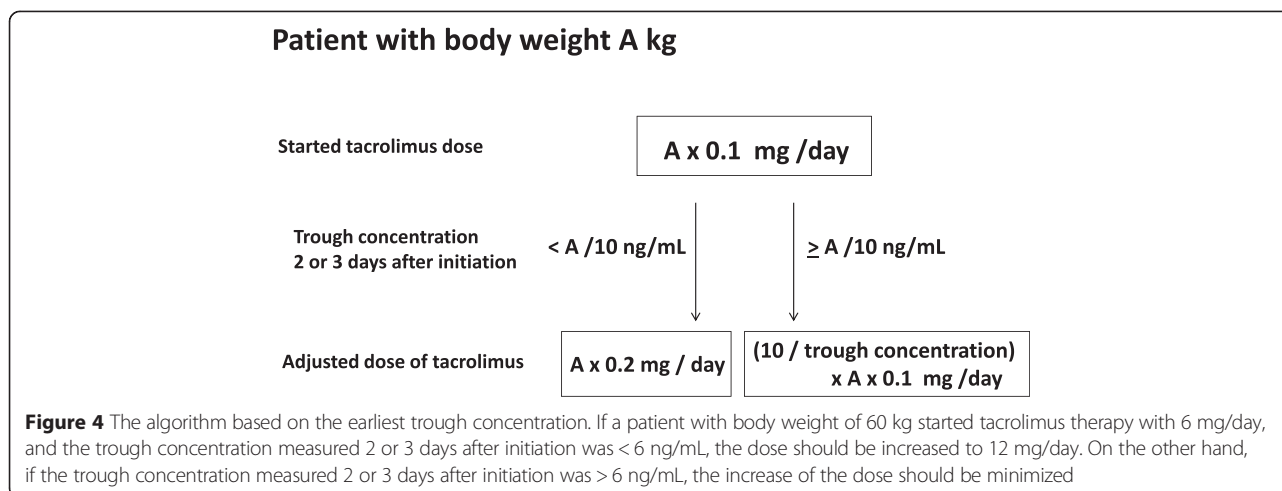 Patient with body weight A kg
Started tacrolimus dose
A x 0.1 mg /day
Trough concentration
2 or 3 days after initiation
< A /10 ng/mL
≥ A /10 ng/mL
Adjusted dose of tacrolimus
A x 0.2 mg / day
(10 / trough concentration)
x A x 0.1 mg /day
Figure 4 The algorithm based on the earliest trough concentration. If a patient with body weight of 60 kg started tacrolimus therapy with 6 mg/day,
and the trough concentration measured 2 or 3 days after initiation was < 6 ng/mL, the dose should be increased to 12 mg/day. On the other hand,
if the trough concentration measured 2 or 3 days after initiation was > 6 ng/mL, the increase of the dose should be minimized